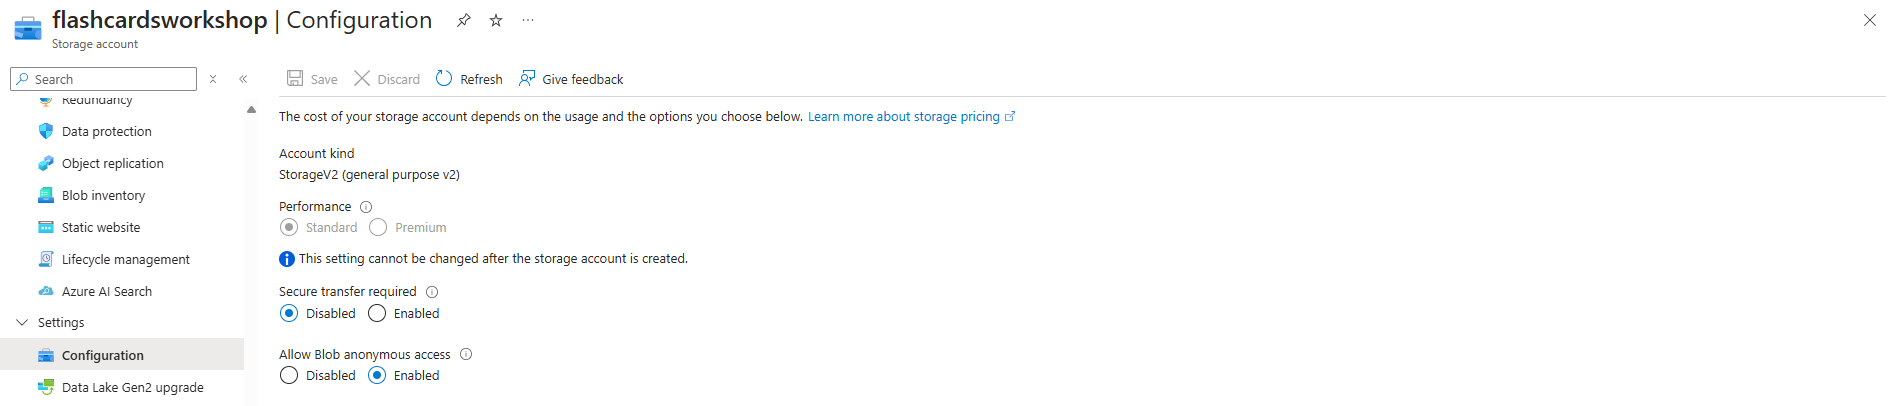 flashcardsworkshop | Configuration
Storage account
Search
Save Discard Refresh Give feedback
Redundancy
Data protection
Object replication
Blob inventory
Static website
Lifecycle management
Azure AI Search
Settings
Configuration
Data Lake Gen2 upgrade
The cost of your storage account depends on the usage and the options you choose below. Learn more about storage pricing
Account kind
StorageV2 (general purpose v2)
Performance
Standard Premium
This setting cannot be changed after the storage account is created.
Secure transfer required
Disabled Enabled
Allow Blob anonymous access
Disabled Enabled